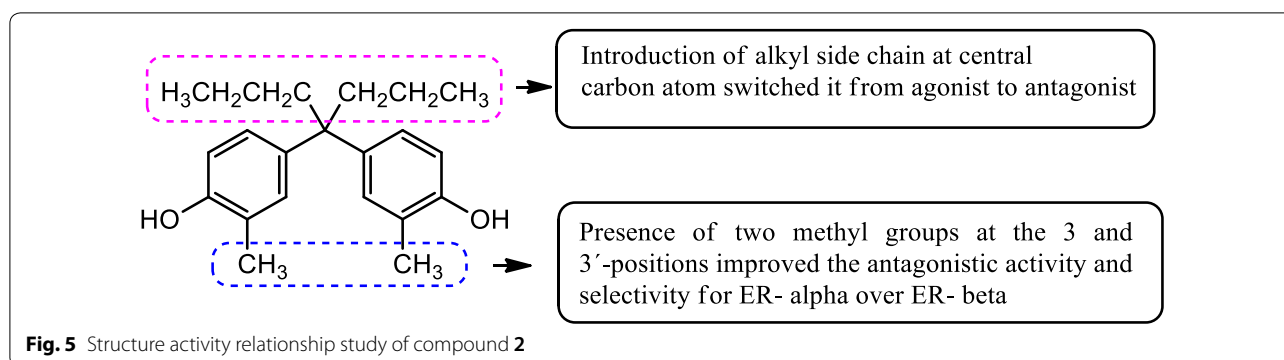 H₃CH₂CH₂C CH₂CH₂CH₃
Introduction of alkyl side chain at central
carbon atom switched it from agonist to antagonist
HO OH
CH₃ CH₃
Presence of two methyl groups at the 3 and
3´-positions improved the antagonistic activity and
selectivity for ER- alpha over ER- beta
Fig. 5 Structure activity relationship study of compound 2